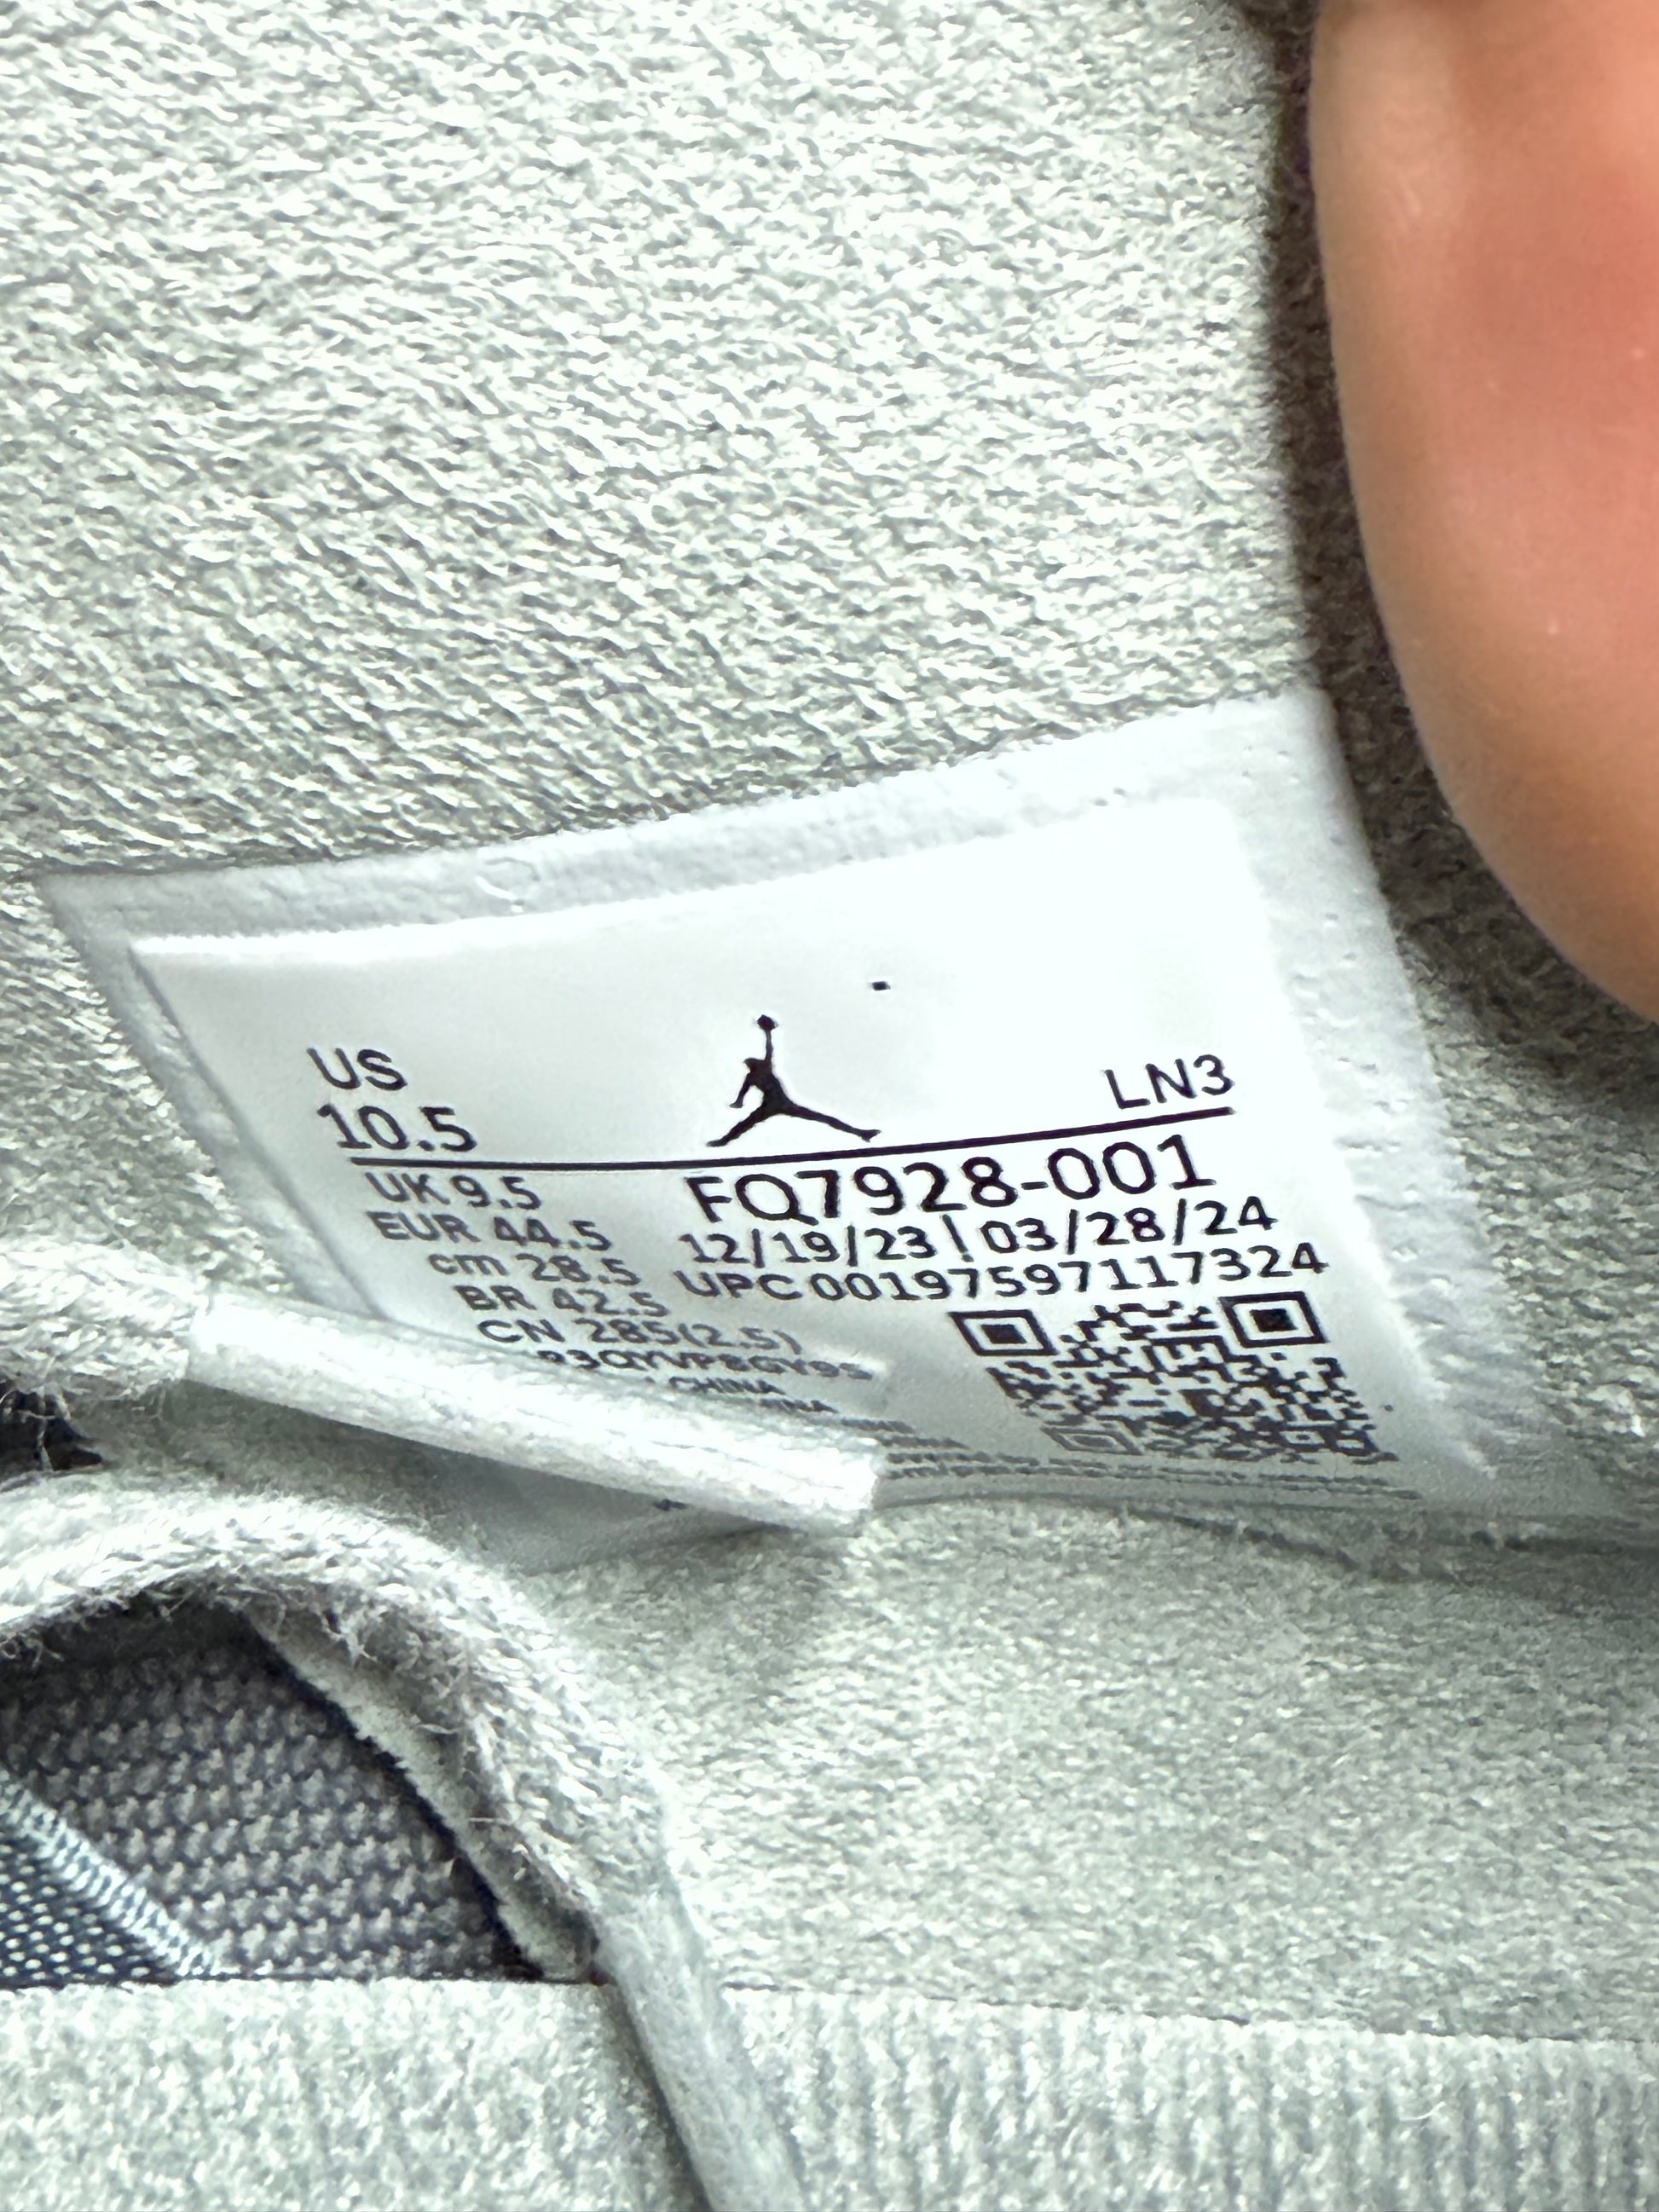 US
10.5
LN3
UK 9.5
FQ7928-001
EUR 44.5
12/19/23 | 03/28/24
cm 28.5
UPC 00197597117324
BR 42.5
CN 285(2.5)
CHINA